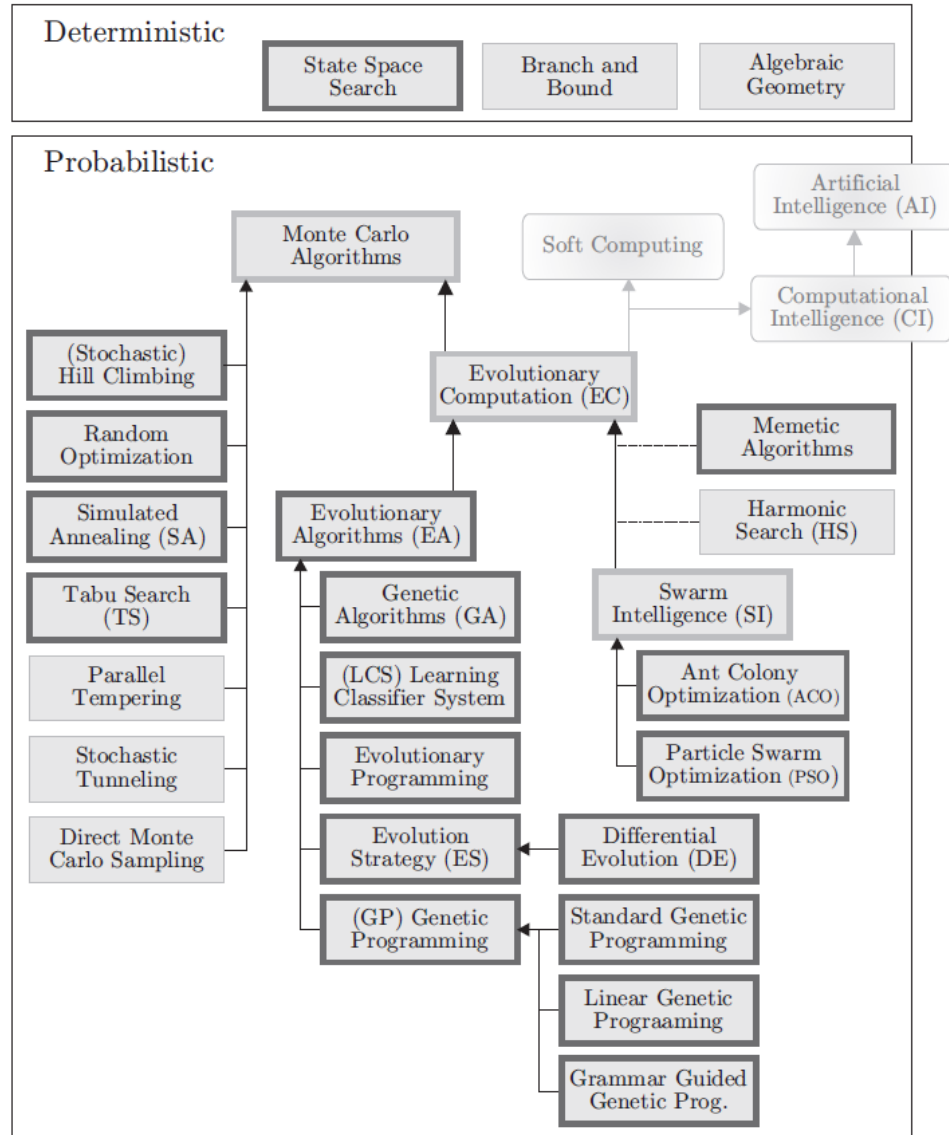 Deterministic
State Space
Search
Branch and
Bound
Algebraic
Geometry
Probabilistic
Artificial
Intelligence (AI)
Soft Computing
Monte Carlo
Algorithms
Computational
Intelligence (CI)
(Stochastic)
Hill Climbing
Evolutionary
Computation (EC)
Random
Optimization
Memetic
Algorithms
Simulated
Annealing (SA)
Evolutionary
Algorithms (EA)
Harmonic
Search (HS)
Tabu Search
(TS)
Genetic
Algorithms (GA)
Swarm
Intelligence (SI)
Parallel
Tempering
(LCS) Learning
Classifier System
Ant Colony
Optimization (ACO)
Stochastic
Tunneling
Evolutionary
Programming
Particle Swarm
Optimization (PSO)
Direct Monte
Carlo Sampling
Evolution
Strategy (ES)
Differential
Evolution (DE)
(GP) Genetic
Programming
Standard Genetic
Programming
Linear Genetic
Prograaming
Grammar Guided
Genetic Prog.